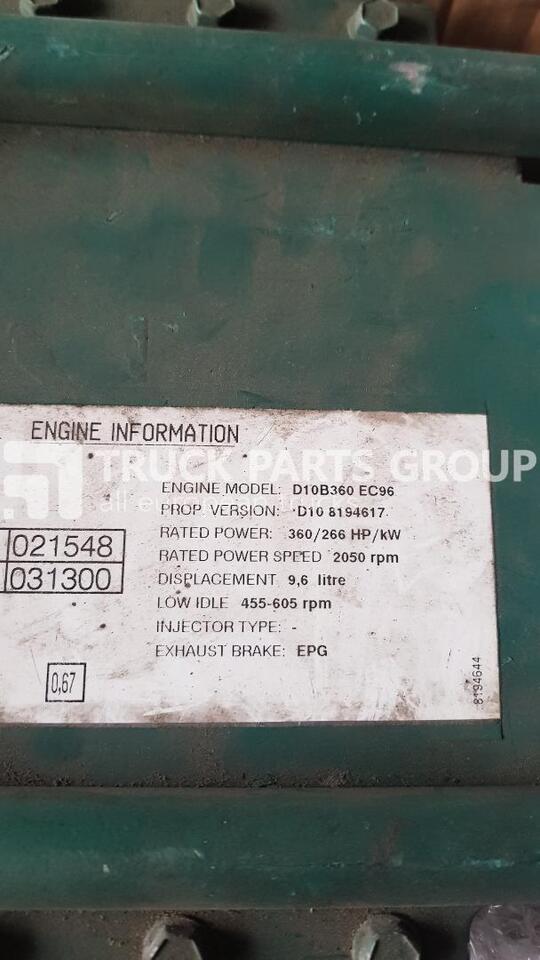 ENGINE INFORMATION
TRUCK PARTS GROUP
ENGINE MODEL: D10B360 EC96
PROP. VERSION: D10 8194617
RATED POWER: 360/266 HP/kW
RATED POWER SPEED 2050 rpm
DISPLACEMENT 9,6 litre
LOW IDLE 455-605 rpm
INJECTOR TYPE: -
EXHAUST BRAKE: EPG
021548
031300
0,67
8194644